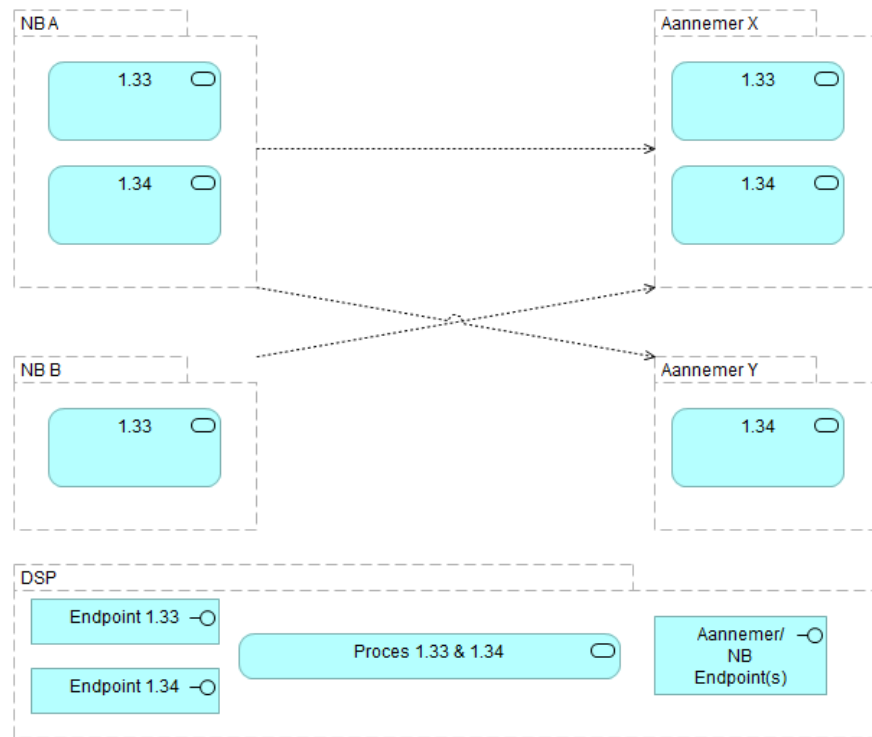 NB A
Aannemer X
1.33
1.33
1.34
1.34
NB B
Aannemer Y
1.33
1.34
DSP
Endpoint 1.33
Proces 1.33 & 1.34
Aannemer/
NB
Endpoint(s)
Endpoint 1.34